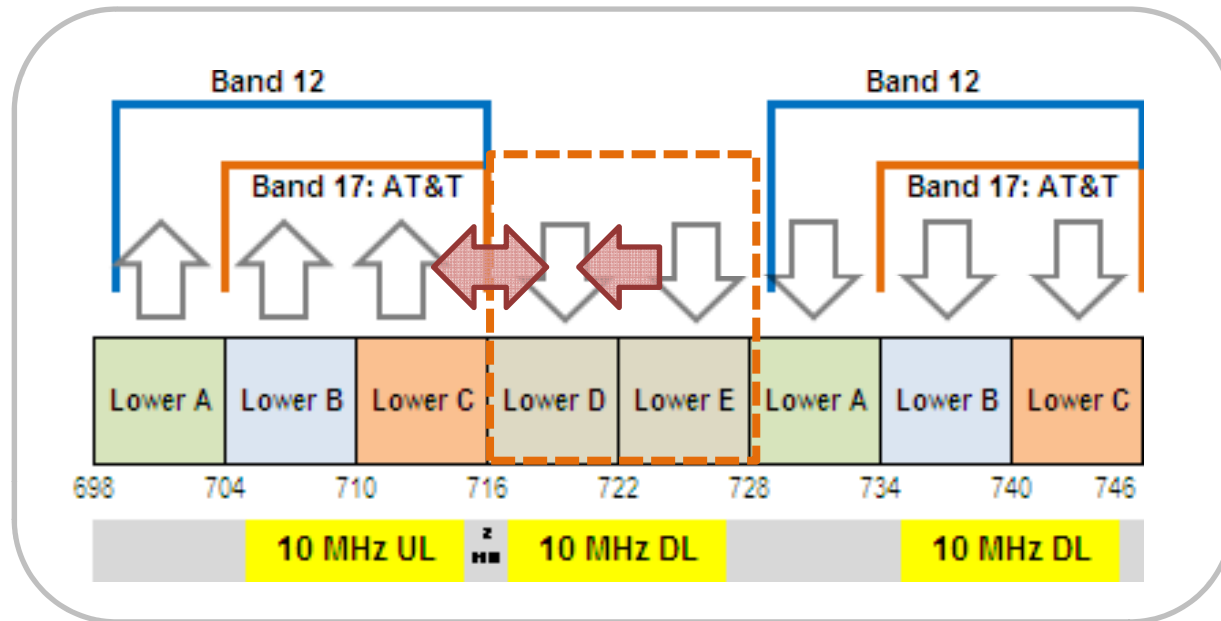 Band 12
Band 12
Band 17: AT&T
Band 17: AT&T
Lower A Lower B Lower C Lower D Lower E Lower A Lower B Lower C
698 704 710 716 722 728 734 740 746
10 MHz UL 10 MHz DL 10 MHz DL